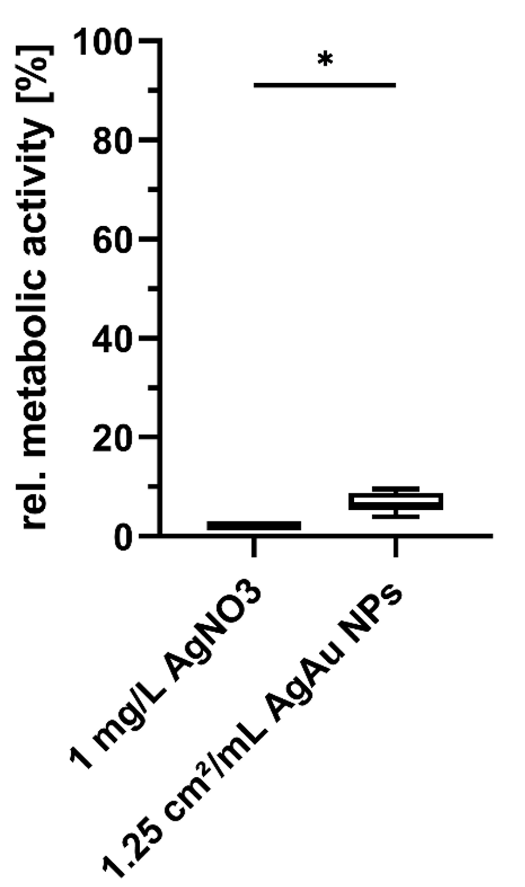 rel. metabolic activity [%]
100
80
60
40
20
0
*
1 mg/L AgNO3
1.25 cm²/mL AgAu NPs